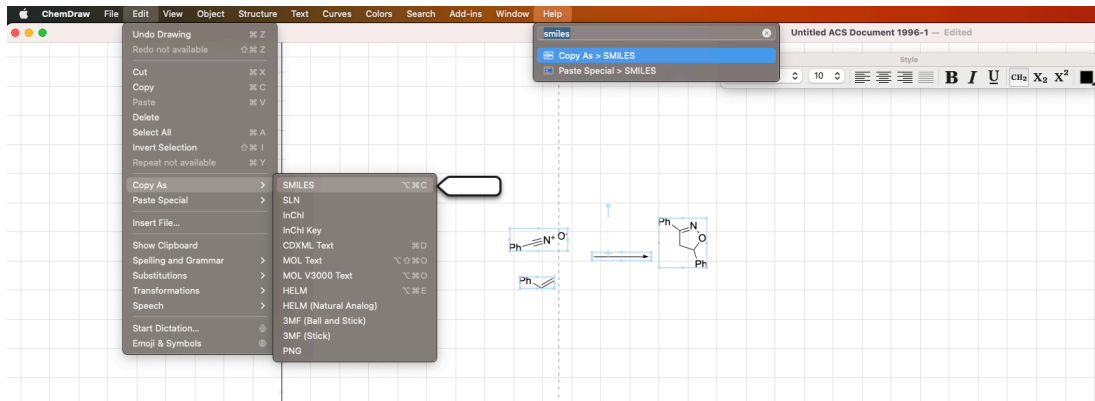 ChemDraw File Edit View Object Structure Text Curves Colors Search Add-ins Window Help
smiles
Copy As > SMILES
Paste Special > SMILES
Untitled ACS Document 1996-1 — Edited
Style
10 B I U CH₂ X₂ X²
Undo Drawing ⌘ Z
Redo not available ⇧⌘ Z
Cut ⌘ X
Copy ⌘ C
Paste ⌘ V
Delete
Select All ⌘ A
Invert Selection ⇧⌘ I
Repeat not available ⌘ Y
Copy As >
Paste Special >
Insert File...
Show Clipboard
Spelling and Grammar >
Substitutions >
Transformations >
Speech >
Start Dictation...
Emoji & Symbols
SMILES ⌥⌘C
SLN
InChI
InChI Key
CDXML Text ⌘D
MOL Text ⌥⇧⌘O
MOL V3000 Text ⌥⌘O
HELM ⌥⌘E
HELM (Natural Analog)
3MF (Ball and Stick)
3MF (Stick)
PNG
Ph N⁺ O⁻
Ph
Ph N
O
Ph